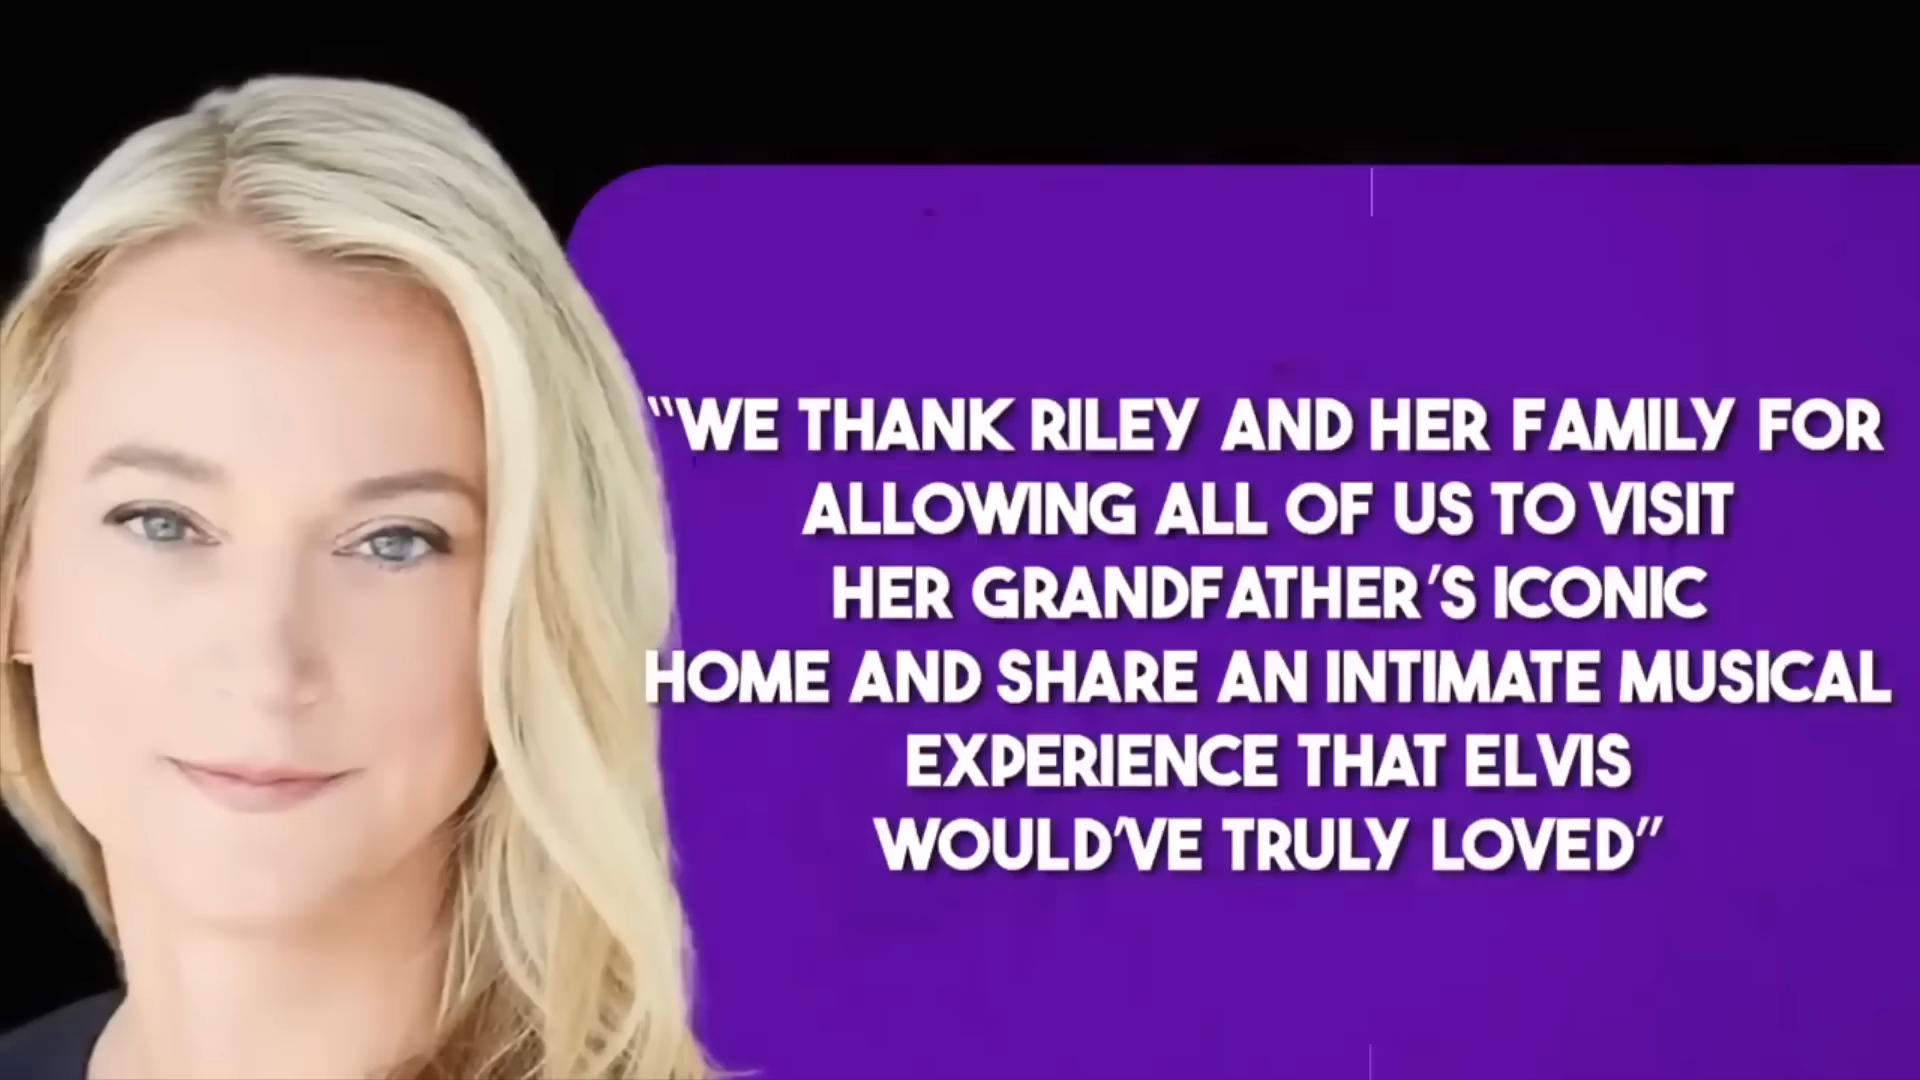 "WE THANK RILEY AND HER FAMILY FOR
ALLOWING ALL OF US TO VISIT
HER GRANDFATHER'S ICONIC
HOME AND SHARE AN INTIMATE MUSICAL
EXPERIENCE THAT ELVIS
WOULD'VE TRULY LOVED"